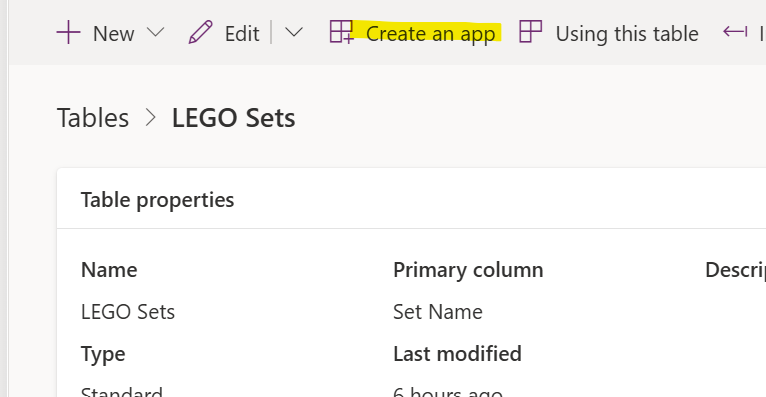 New Edit Create an app Using this table
Tables > LEGO Sets
Table properties
Name Primary column
LEGO Sets Set Name
Type Last modified
Standard 6 hours ago